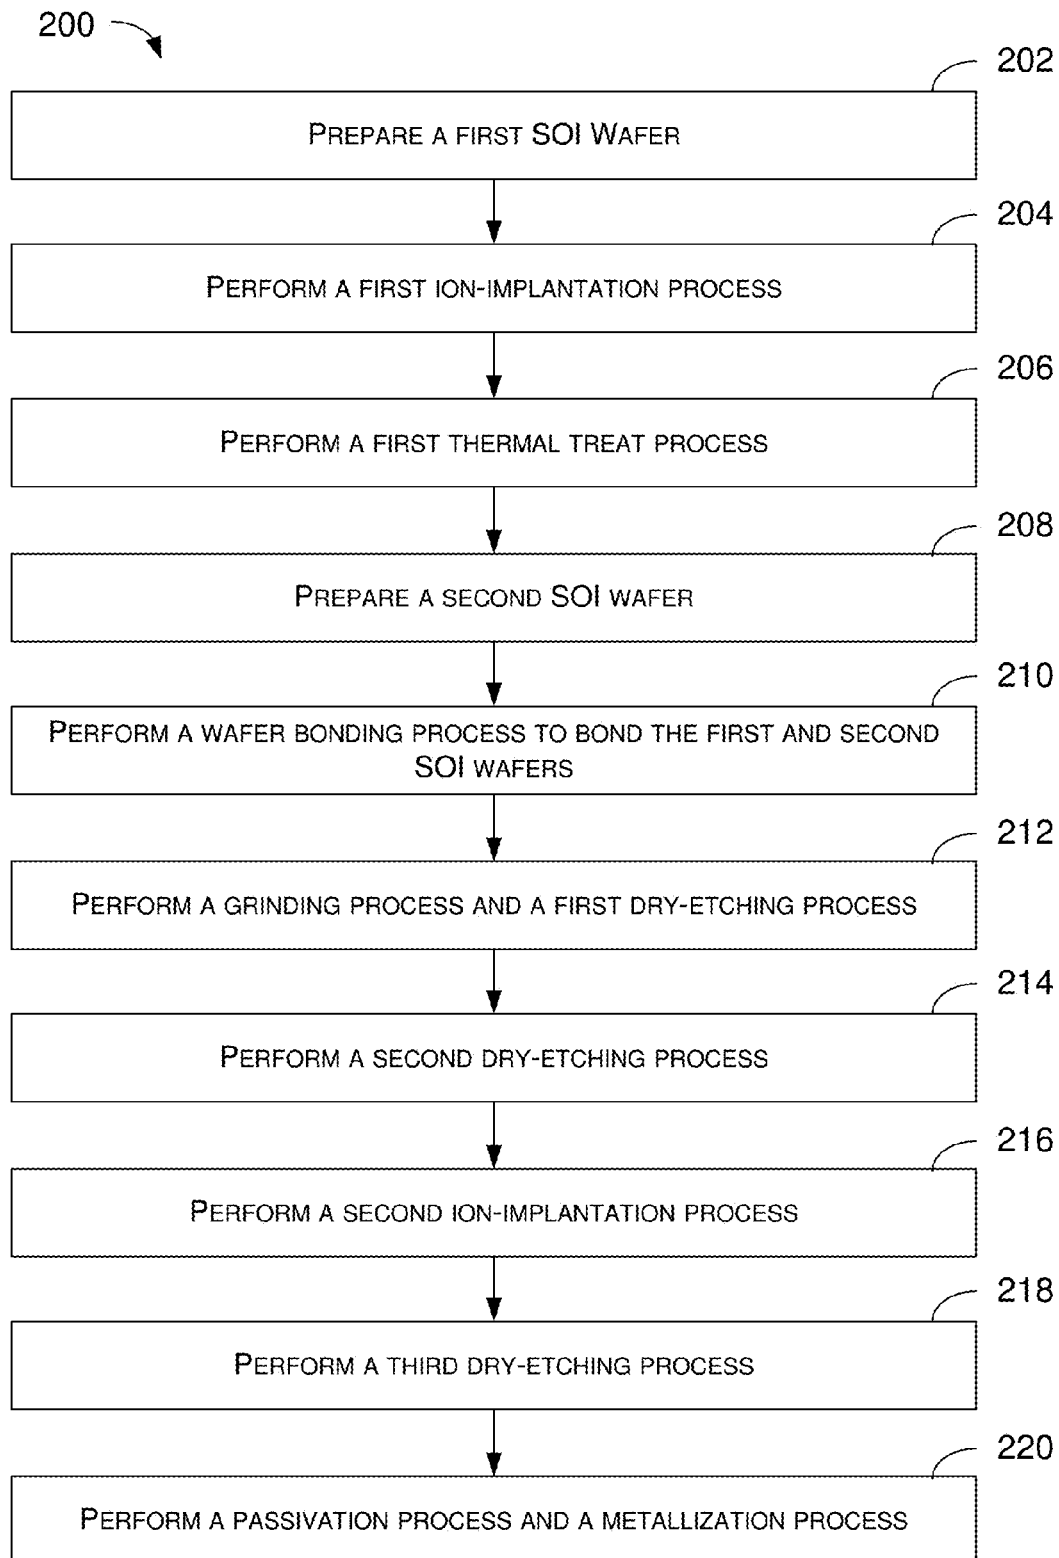 200
202
PREPARE A FIRST SOI WAFER
204
PERFORM A FIRST ION-IMPLANTATION PROCESS
206
PERFORM A FIRST THERMAL TREAT PROCESS
208
PREPARE A SECOND SOI WAFER
210
PERFORM A WAFER BONDING PROCESS TO BOND THE FIRST AND SECOND
SOI WAFERS
212
PERFORM A GRINDING PROCESS AND A FIRST DRY-ETCHING PROCESS
214
PERFORM A SECOND DRY-ETCHING PROCESS
216
PERFORM A SECOND ION-IMPLANTATION PROCESS
218
PERFORM A THIRD DRY-ETCHING PROCESS
220
PERFORM A PASSIVATION PROCESS AND A METALLIZATION PROCESS